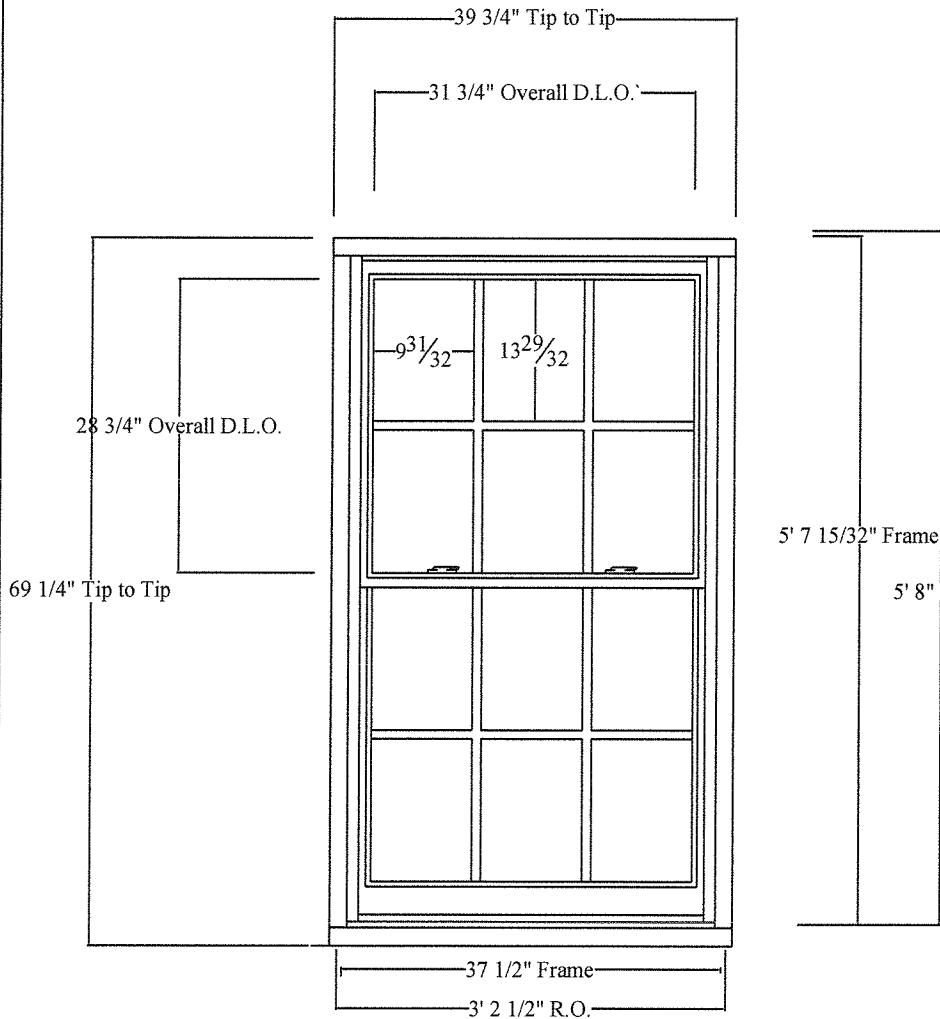 39 3/4" Tip to Tip
31 3/4" Overall D.L.O.`
9 31/32
13 29/32
28 3/4" Overall D.L.O.
5' 7 15/32" Frame
69 1/4" Tip to Tip
5' 8"
37 1/2" Frame
3' 2 1/2" R.O.